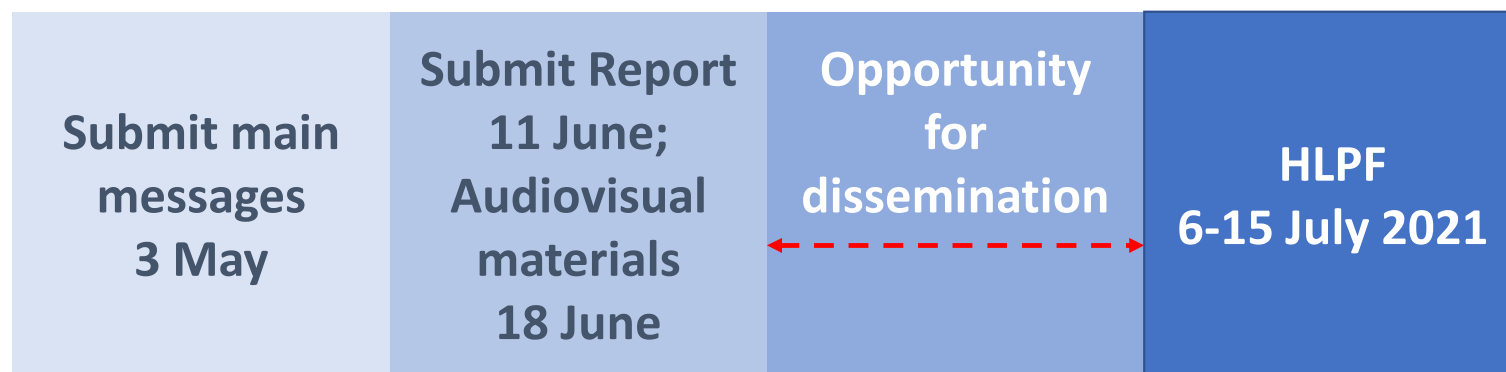 Submit main
messages
3 May
Submit Report
11 June;
Audiovisual
materials
18 June
Opportunity
for
dissemination
HLPF
6-15 July 2021